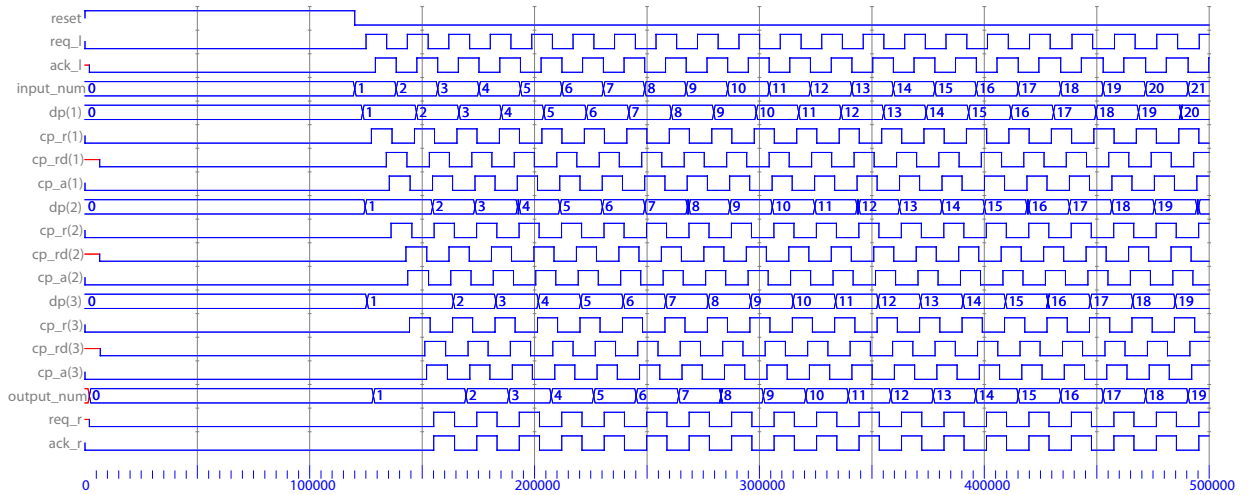 reset
req_l
ack_l
input_num 0 1 2 3 4 5 6 7 8 9 10 11 12 13 14 15 16 17 18 19 20 21
dp(1) 0 1 2 3 4 5 6 7 8 9 10 11 12 13 14 15 16 17 18 19 20
cp_r(1)
cp_rd(1)
cp_a(1)
dp(2) 0 1 2 3 4 5 6 7 8 9 10 11 12 13 14 15 16 17 18 19
cp_r(2)
cp_rd(2)
cp_a(2)
dp(3) 0 1 2 3 4 5 6 7 8 9 10 11 12 13 14 15 16 17 18 19
cp_r(3)
cp_rd(3)
cp_a(3)
output_num 0 1 2 3 4 5 6 7 8 9 10 11 12 13 14 15 16 17 18 19
req_r
ack_r
0 100000 200000 300000 400000 500000